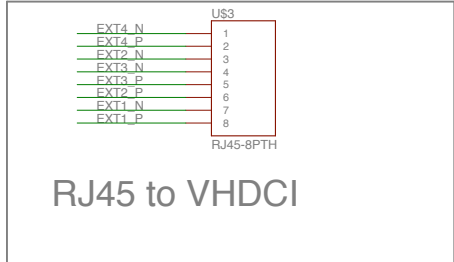 U$3
EXT4_N 1
EXT4_P 2
EXT2_N 3
EXT3_N 4
EXT3_P 5
EXT2_P 6
EXT1_N 7
EXT1_P 8
RJ45-8PTH
RJ45 to VHDCI